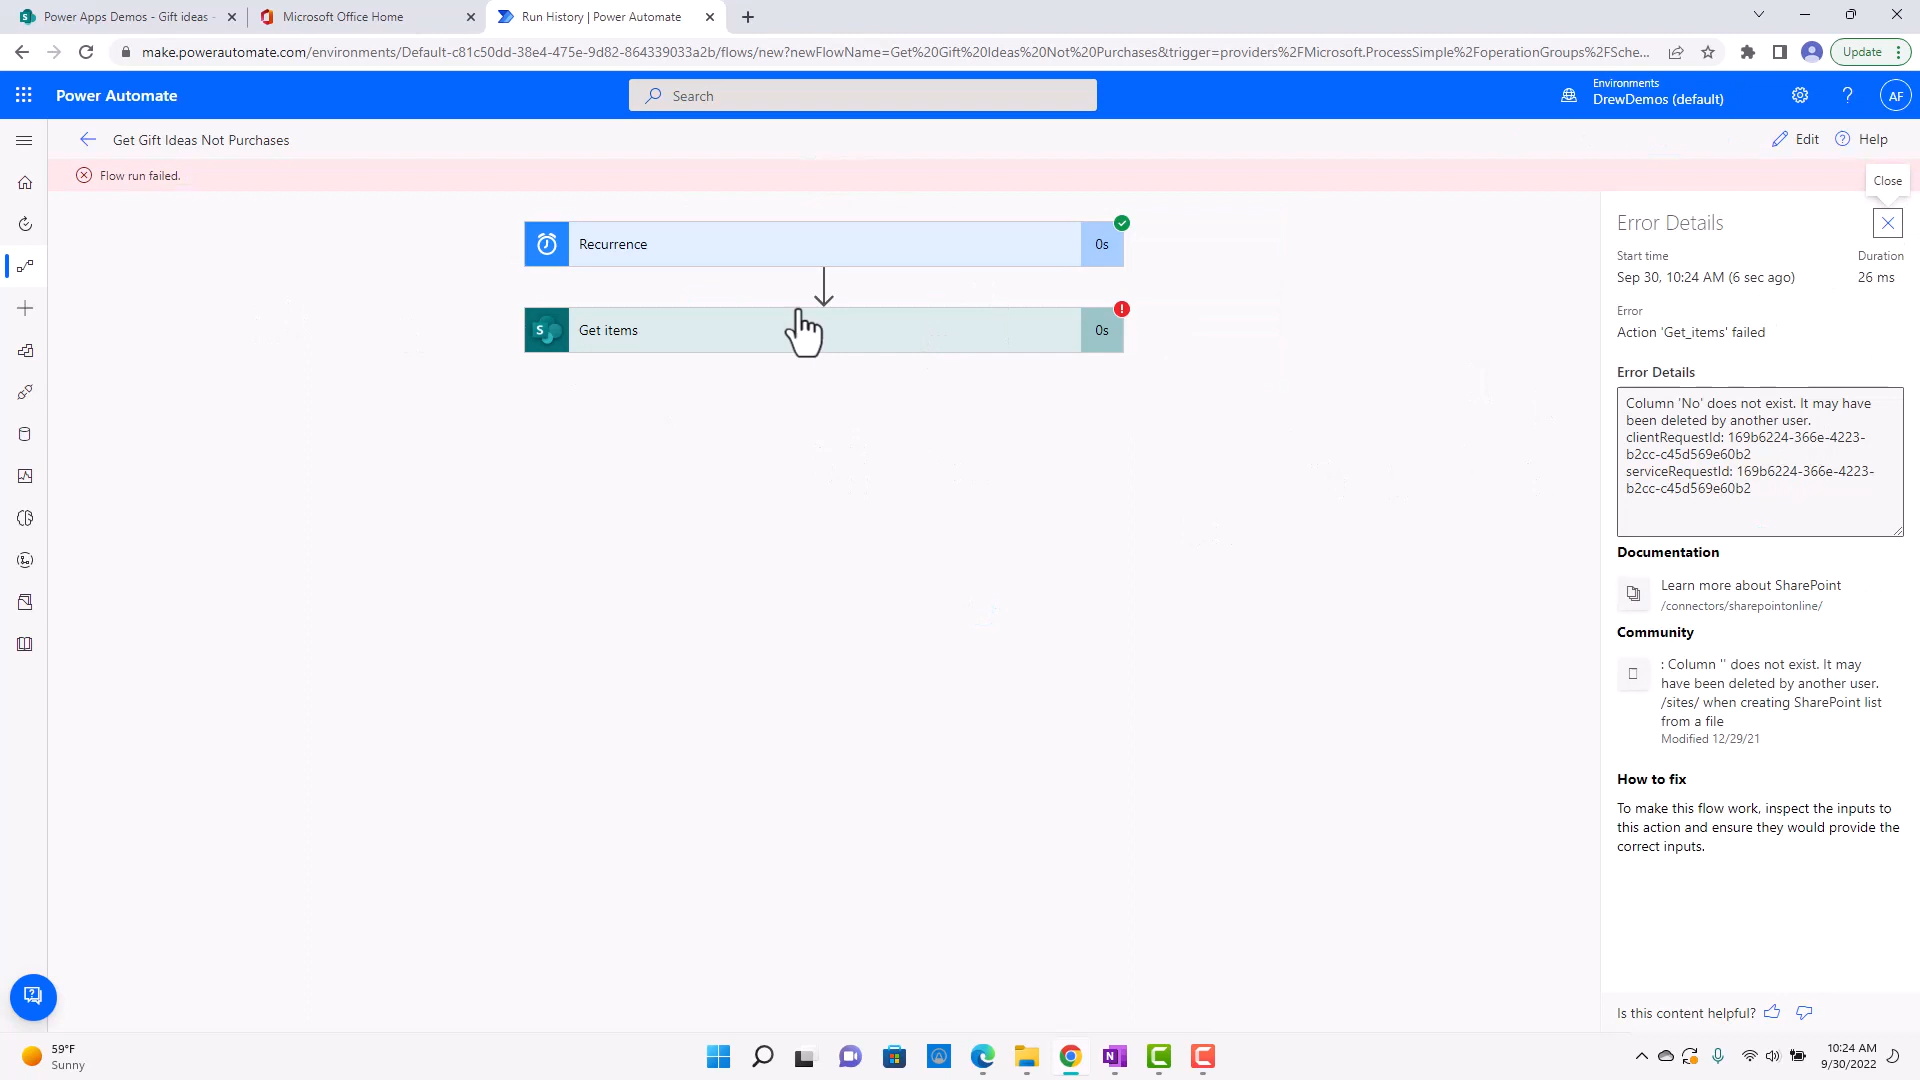 Power Apps Demos - Gift ideas -
Microsoft Office Home
Run History | Power Automate
make.powerautomate.com/environments/Default-c81c50dd-38e4-475e-9d82-864339033a2b/flows/new?newFlowName=Get%20Gift%20Ideas%20Not%20Purchases&trigger=providers%2FMicrosoft.ProcessSimple%2FoperationGroups%2FSche...
Update
Power Automate
Search
Environments
DrewDemos (default)
?
AF
Get Gift Ideas Not Purchases
Edit
Help
Flow run failed.
Close
Recurrence
0s
Get items
0s
Error Details
Start time
Duration
Sep 30, 10:24 AM (6 sec ago)
26 ms
Error
Action 'Get_items' failed
Error Details
Column 'No' does not exist. It may have
been deleted by another user.
clientRequestId: 169b6224-366e-4223-
b2cc-c45d569e60b2
serviceRequestId: 169b6224-366e-4223-
b2cc-c45d569e60b2
Documentation
Learn more about SharePoint
/connectors/sharepointonline/
Community
: Column '' does not exist. It may
have been deleted by another user.
/sites/ when creating SharePoint list
from a file
Modified 12/29/21
How to fix
To make this flow work, inspect the inputs to
this action and ensure they would provide the
correct inputs.
Is this content helpful?
59°F
Sunny
10:24 AM
9/30/2022